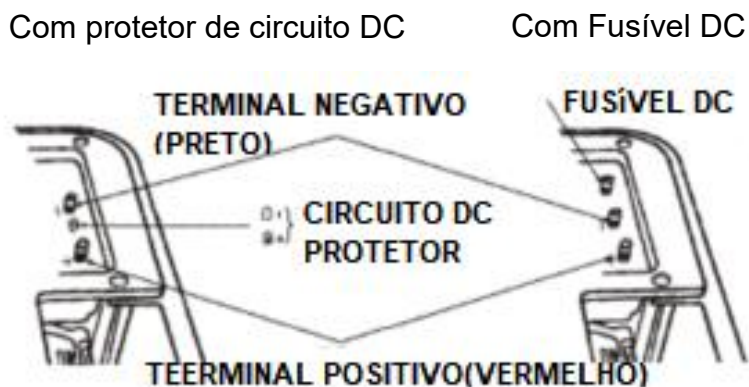 Com protetor de circuito DC
Com Fusível DC
TERMINAL NEGATIVO
(PRETO)
FUSíVEL DC
CIRCUITO DC
PROTETOR
TEERMINAL POSITIVO(VERMELHO)